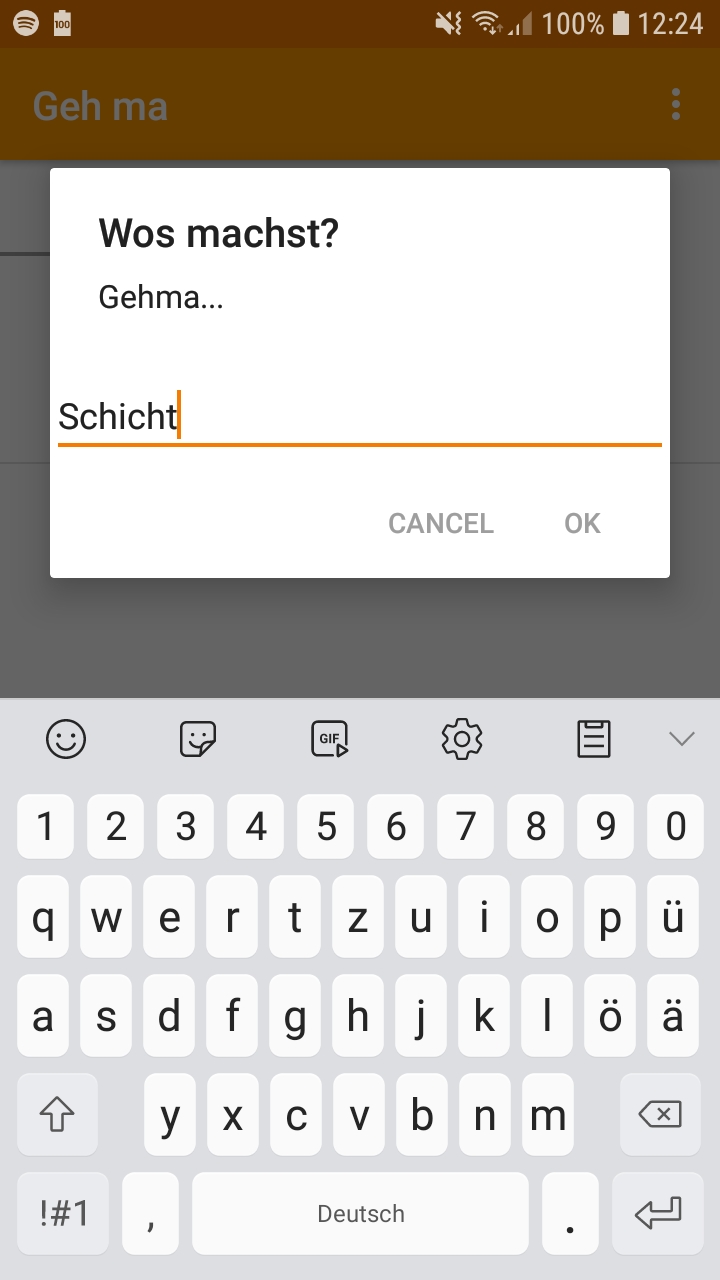 100 100% 12:24
Geh ma
Wos machst?
Gehma...
Schicht
CANCEL OK
GIF
1 2 3 4 5 6 7 8 9 0
q w e r t z u i o p ü
a s d f g h j k l ö ä
y x c v b n m
!#1 , Deutsch .